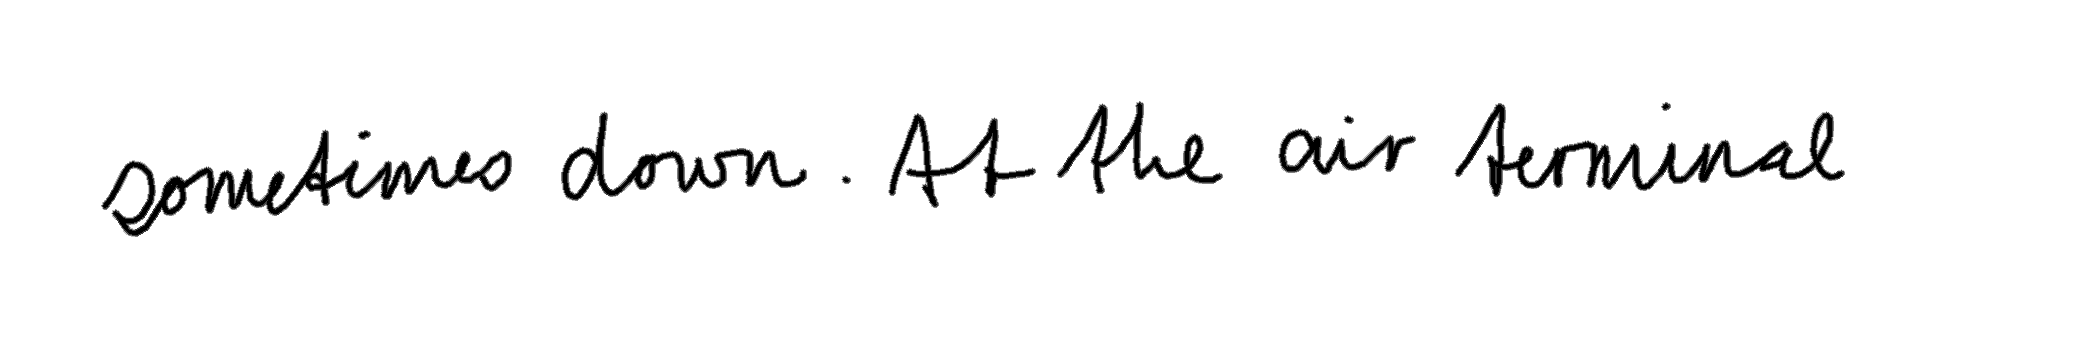 sometimes down. At the air terminal